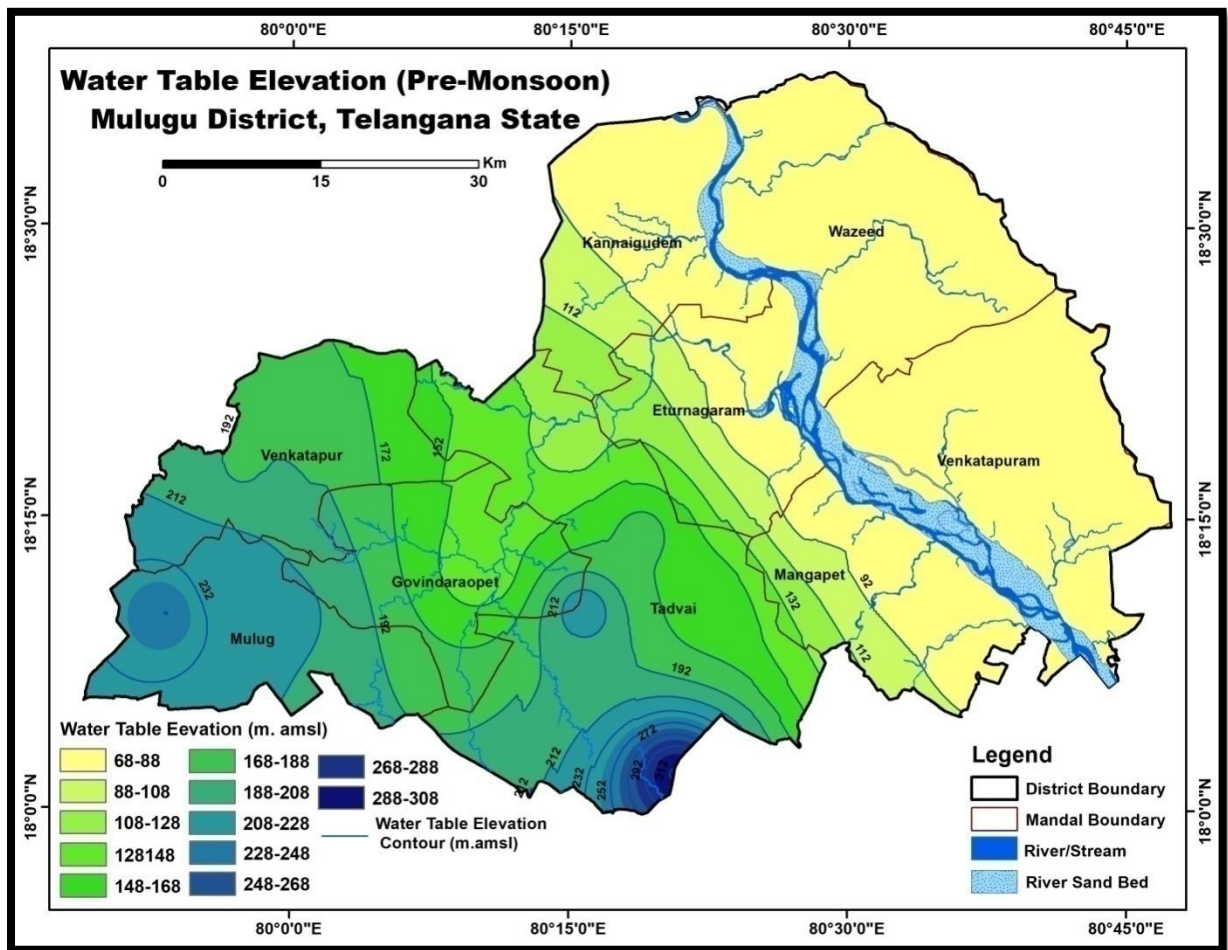 80°0'0"E 80°15'0"E 80°30'0"E 80°45'0"E
Water Table Elevation (Pre-Monsoon)
Mulugu District, Telangana State
Km
0 15 30
18°30'0"N
18°30'0"N
Kannaigudem
Wazeed
112
Eturnagaram
192
Venkatapur
172
152
Venkatapuram
212
18°15'0"N
18°15'0"N
Govindaraopet
Mangapet
92
232
212
Tadvai
132
Mulug
192
112
192
272
212
232
252
292
312
212
18°0'0"N
18°0'0"N
Water Table Eevation (m. amsl)
68-88
88-108
108-128
128148
148-168
168-188
188-208
208-228
228-248
248-268
268-288
288-308
Water Table Elevation
Contour (m.amsl)
Legend
District Boundary
Mandal Boundary
River/Stream
River Sand Bed
80°0'0"E 80°15'0"E 80°30'0"E 80°45'0"E